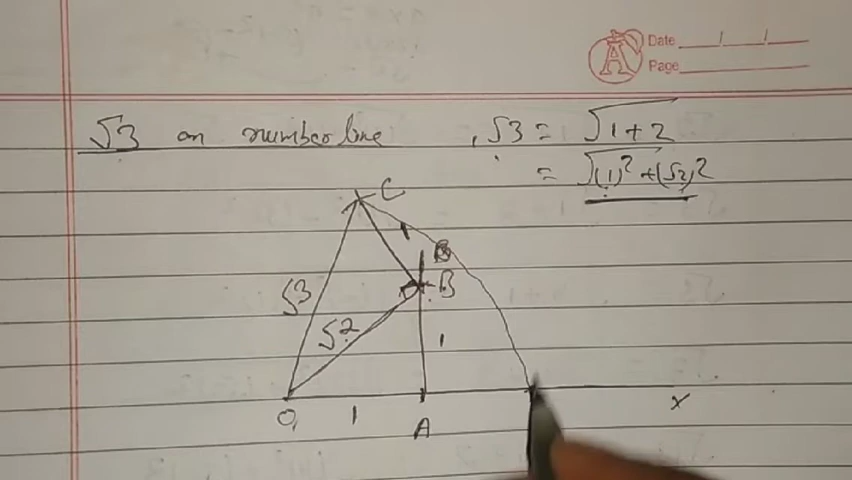 Date / /
Page
√3 on number line , √3 = √1+2
= √(1)²+(√2)²
C
1
B
√3
√2
1
O 1 A X